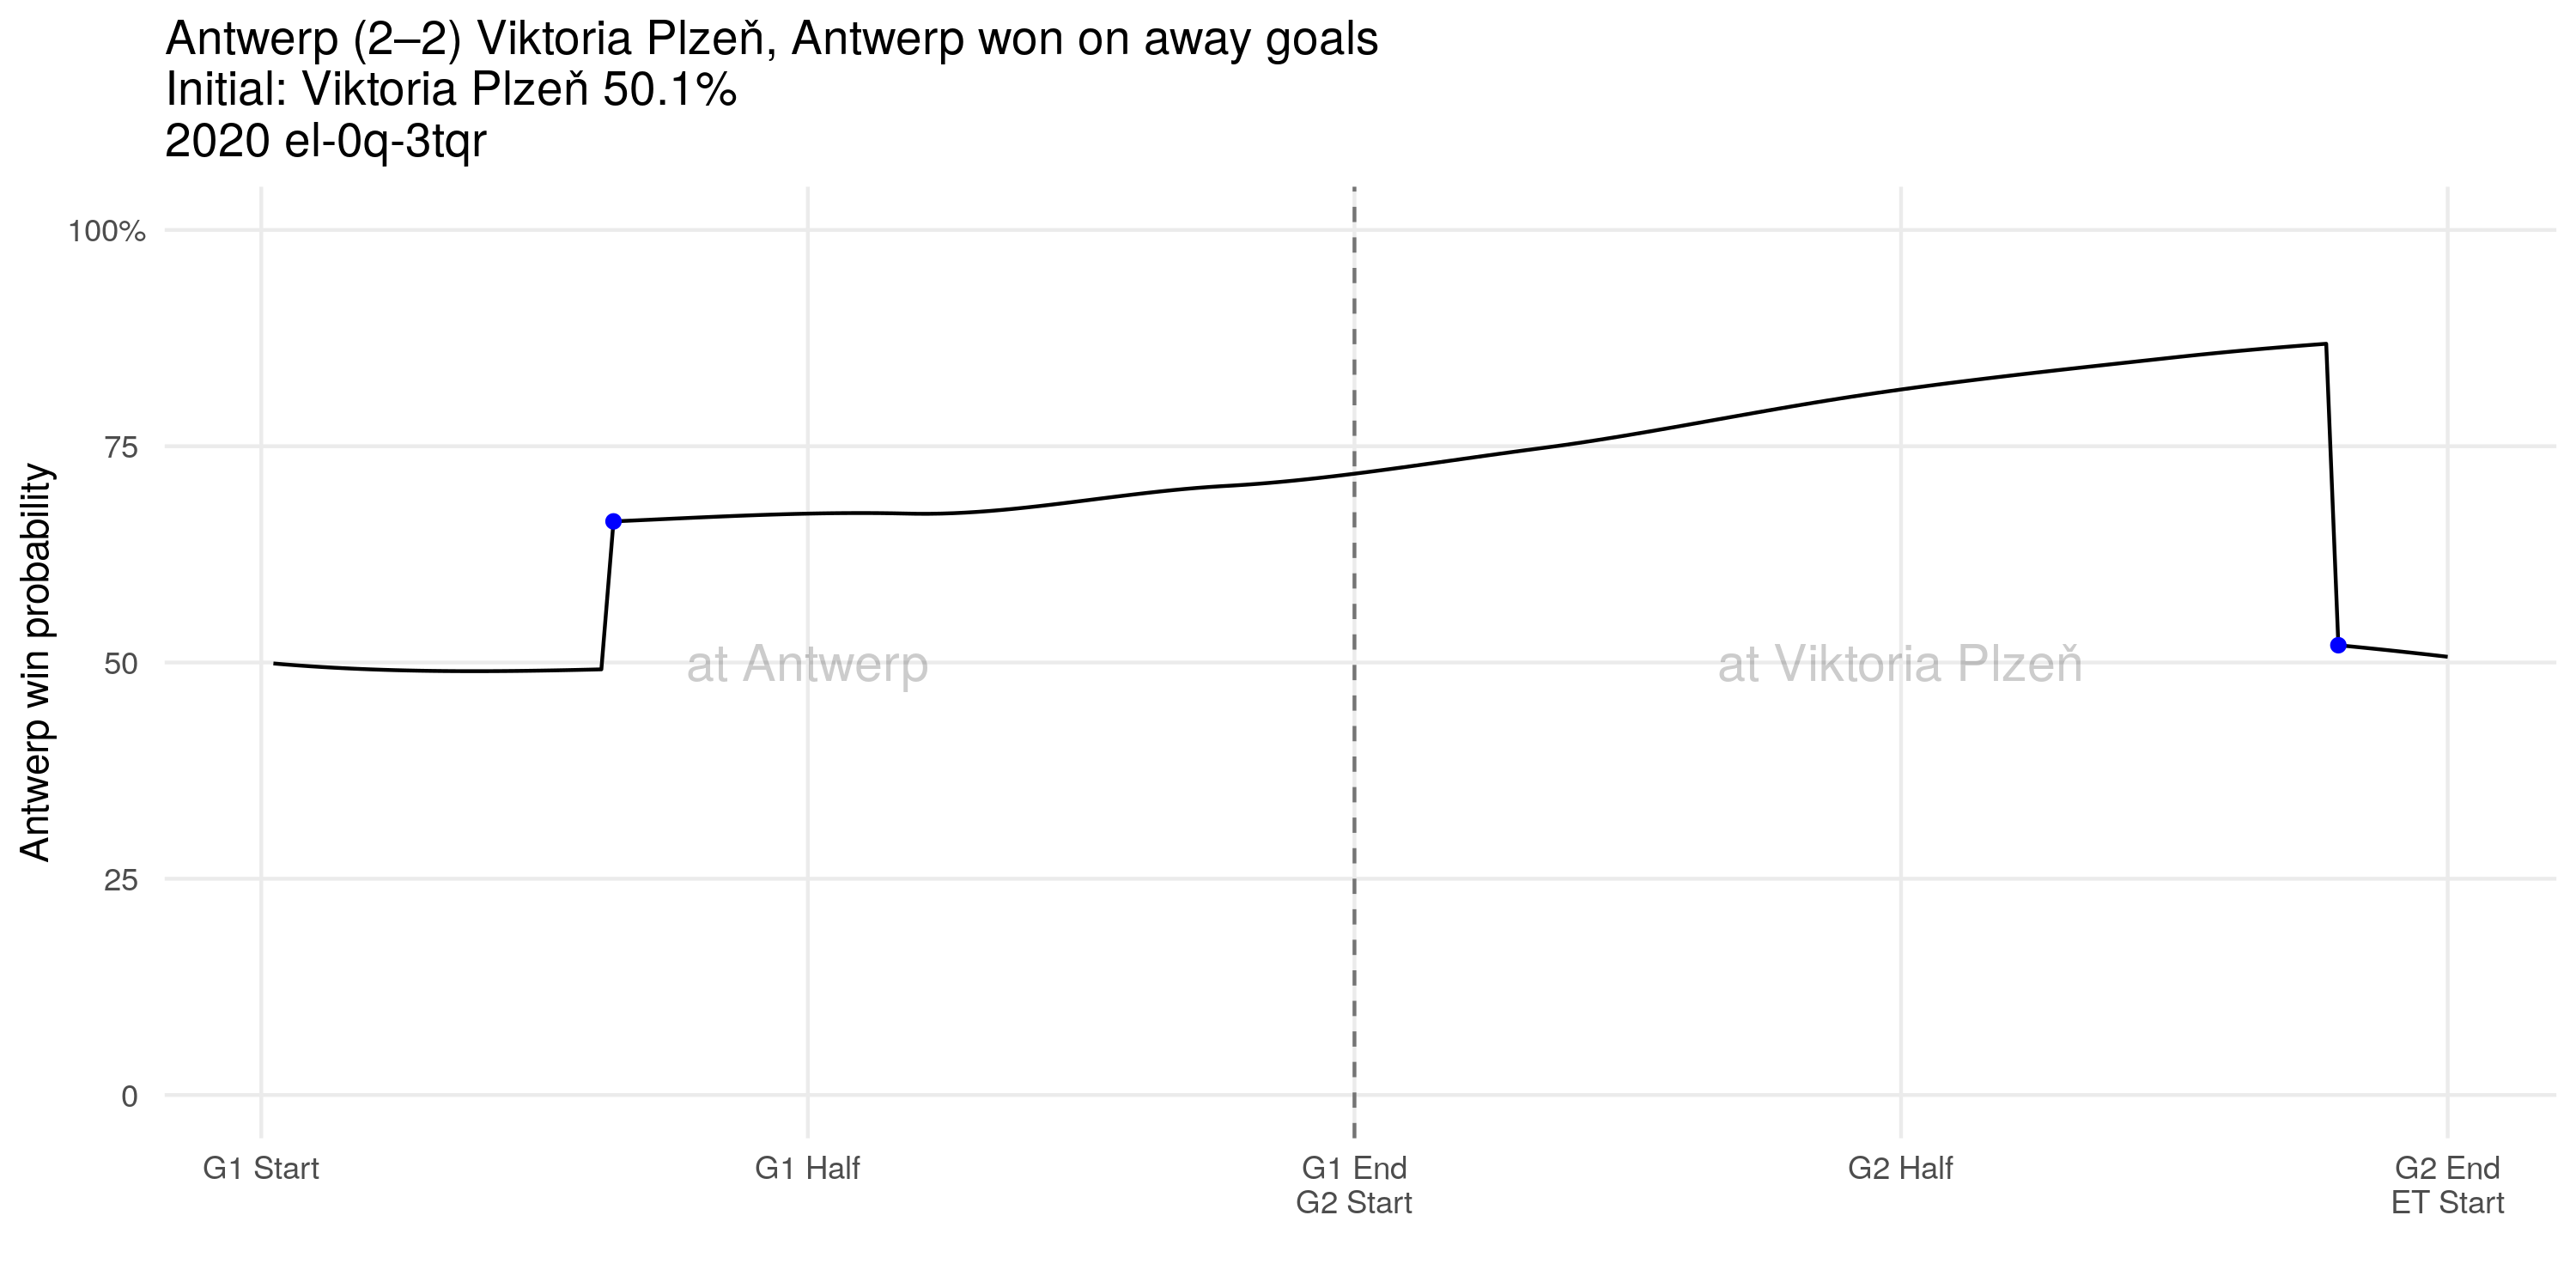 Antwerp (2–2) Viktoria Plzeň, Antwerp won on away goals
Initial: Viktoria Plzeň 50.1%
2020 el-0q-3tqr
Antwerp win probability
100%
75
50
25
0
at Antwerp
at Viktoria Plzeň
G1 Start
G1 Half
G1 End
G2 Start
G2 Half
G2 End
ET Start